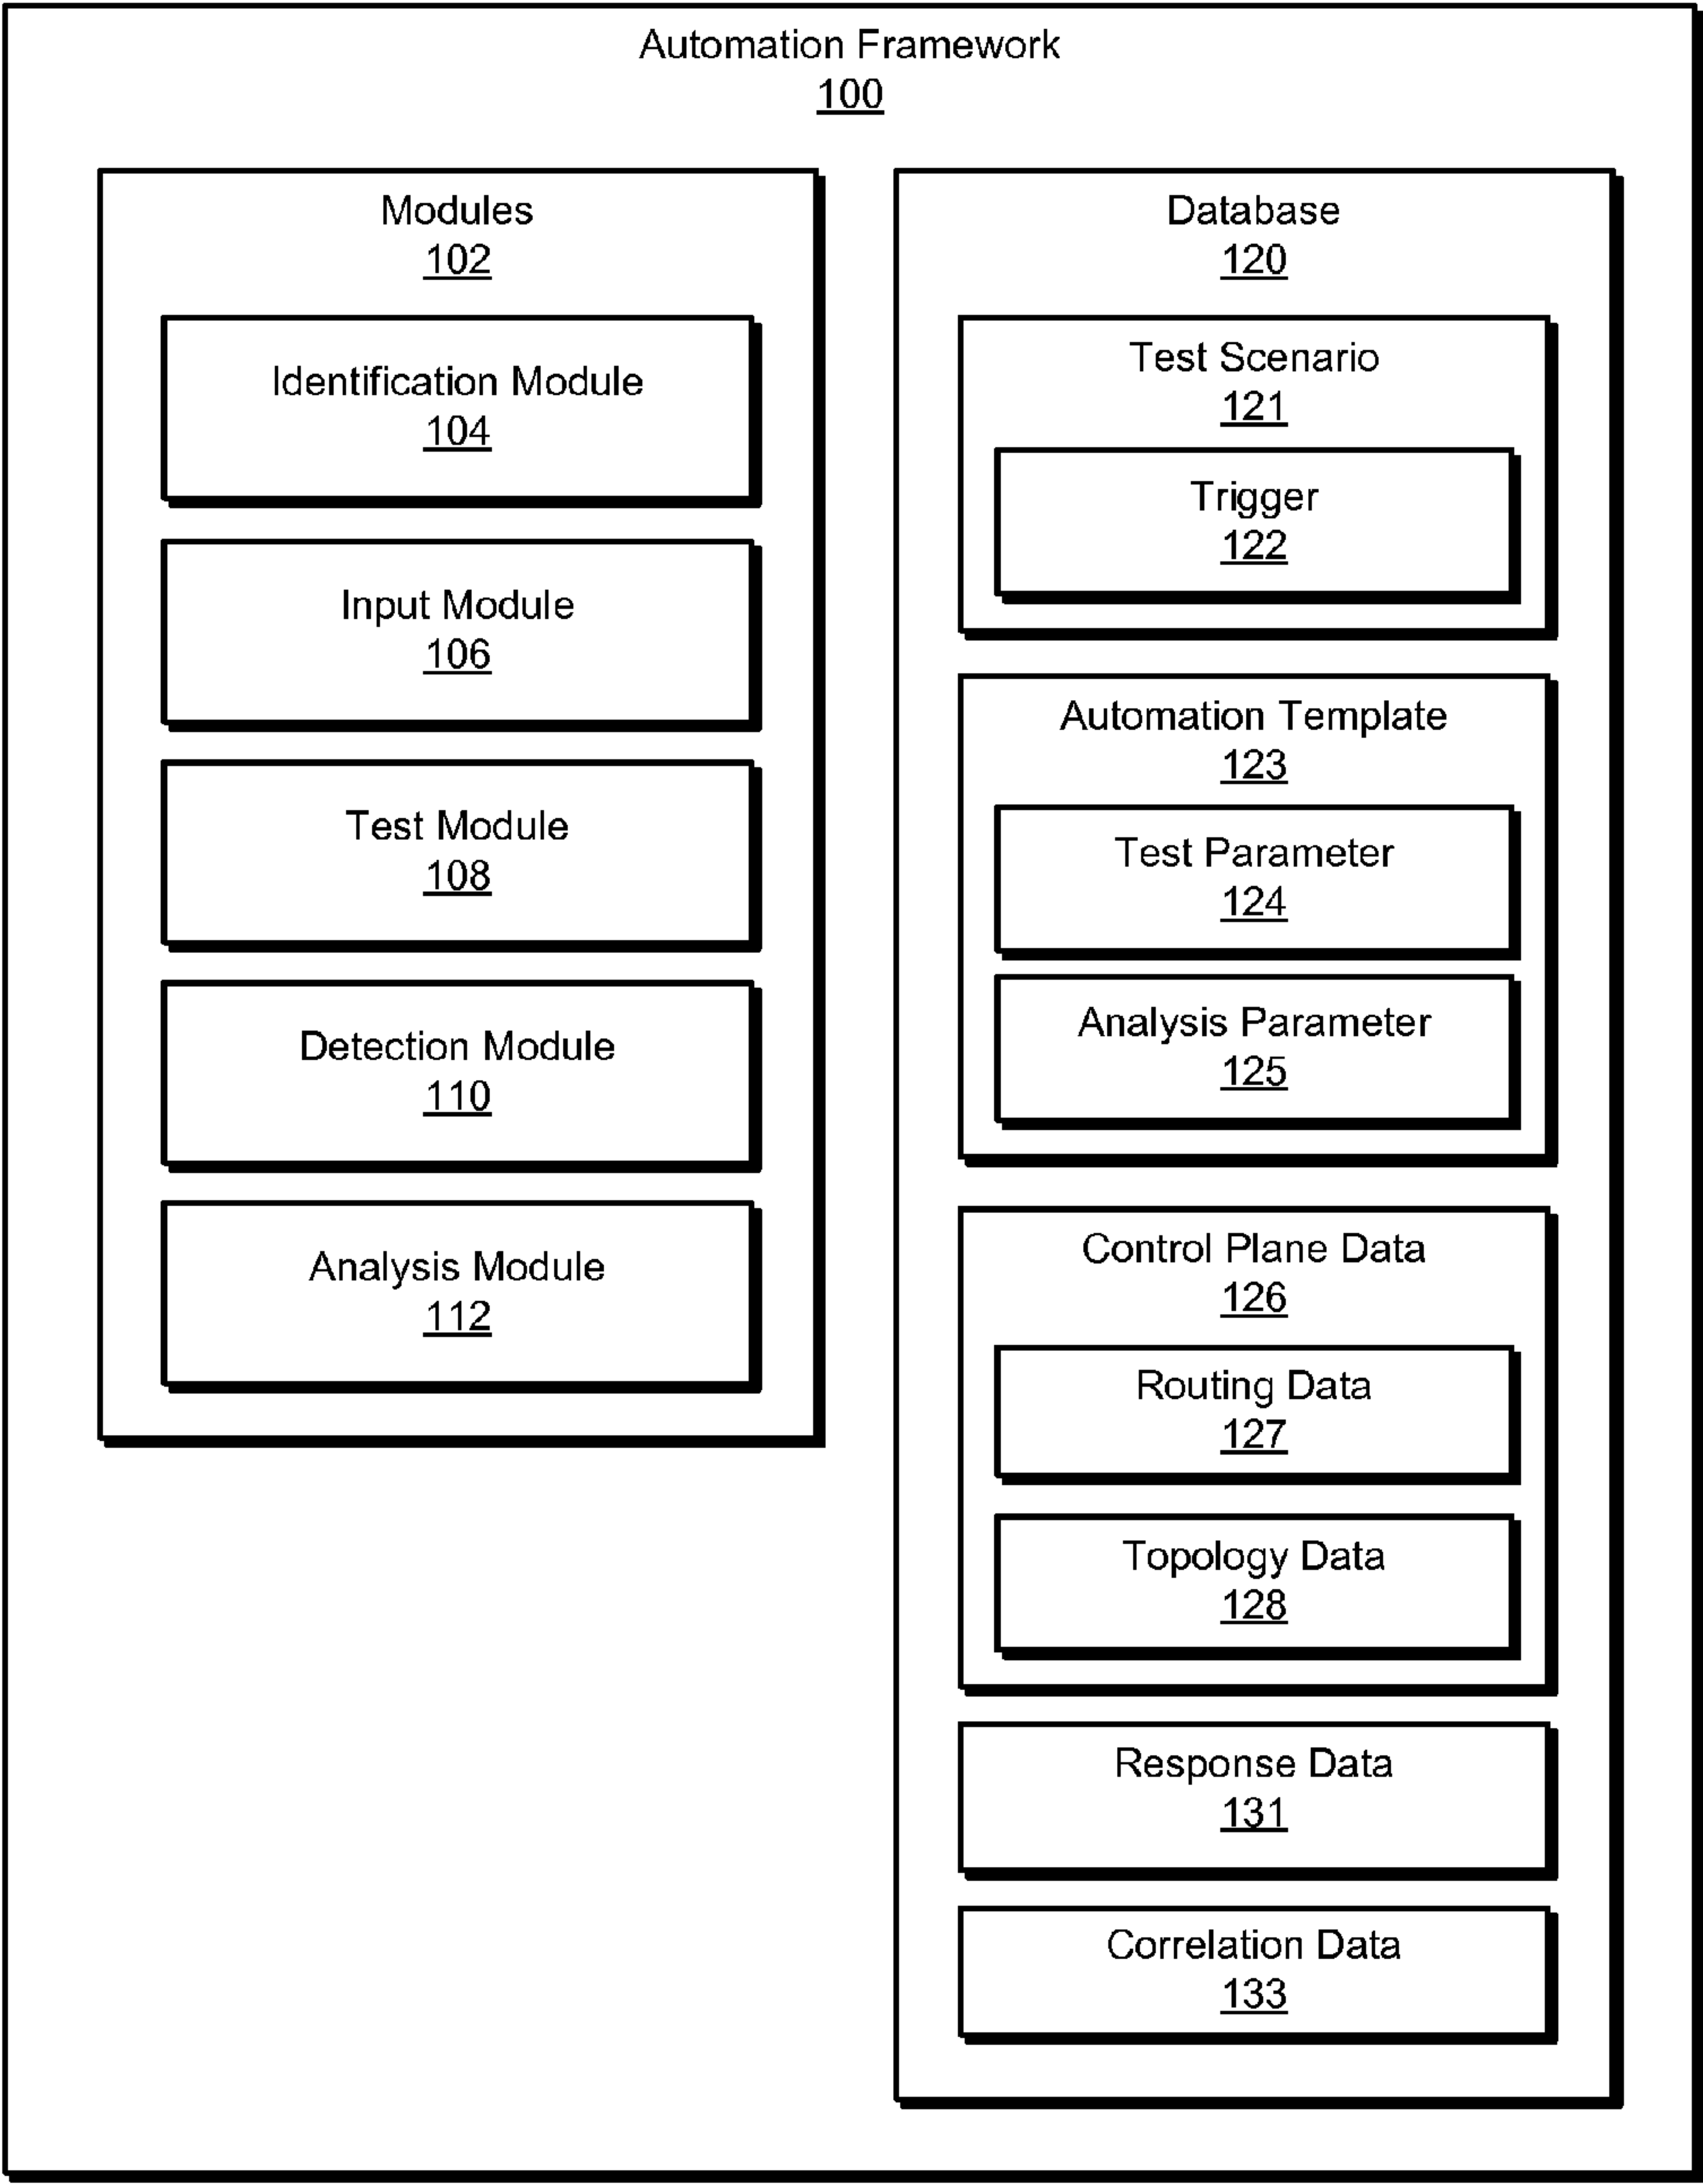 Automation Framework
100
Modules
102
Identification Module
104
Input Module
106
Test Module
108
Detection Module
110
Analysis Module
112
Database
120
Test Scenario
121
Trigger
122
Automation Template
123
Test Parameter
124
Analysis Parameter
125
Control Plane Data
126
Routing Data
127
Topology Data
128
Response Data
131
Correlation Data
133